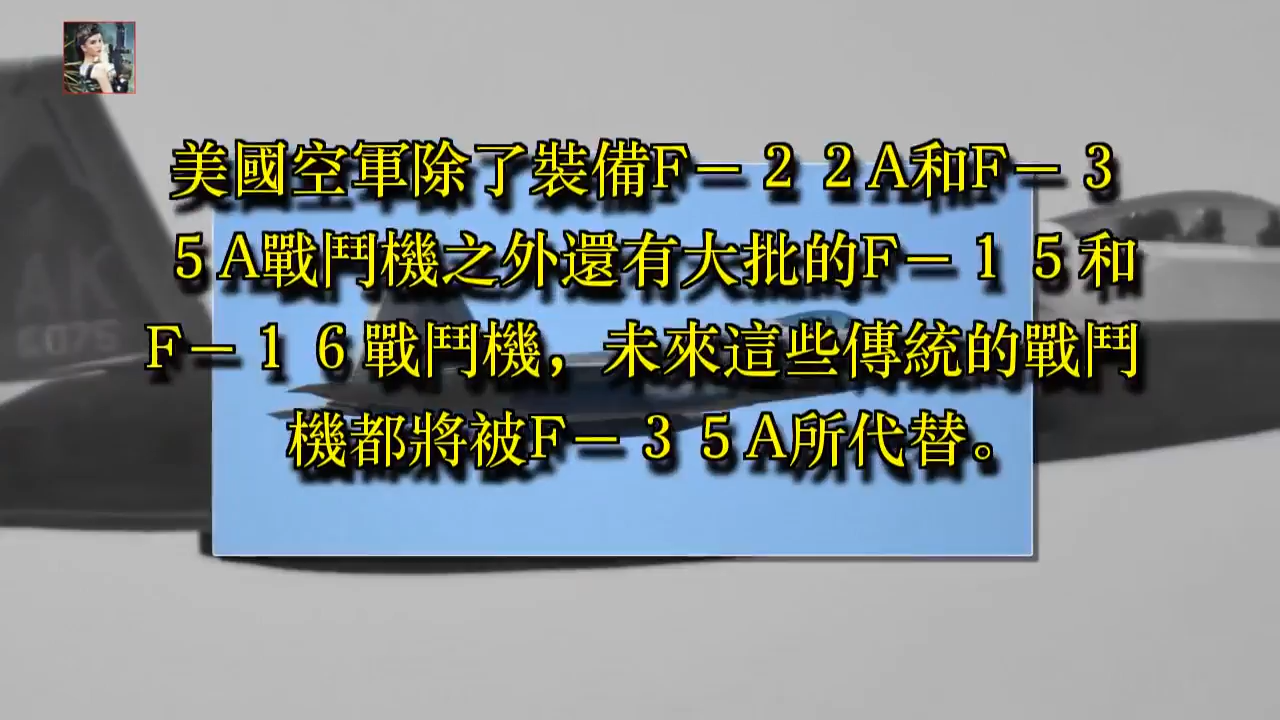 美國空軍除了裝備F－２２A和F－３
５A戰鬥機之外還有大批的F－１５和
F－１６戰鬥機，未來這些傳統的戰鬥
機都將被F－３５A所代替。
AK